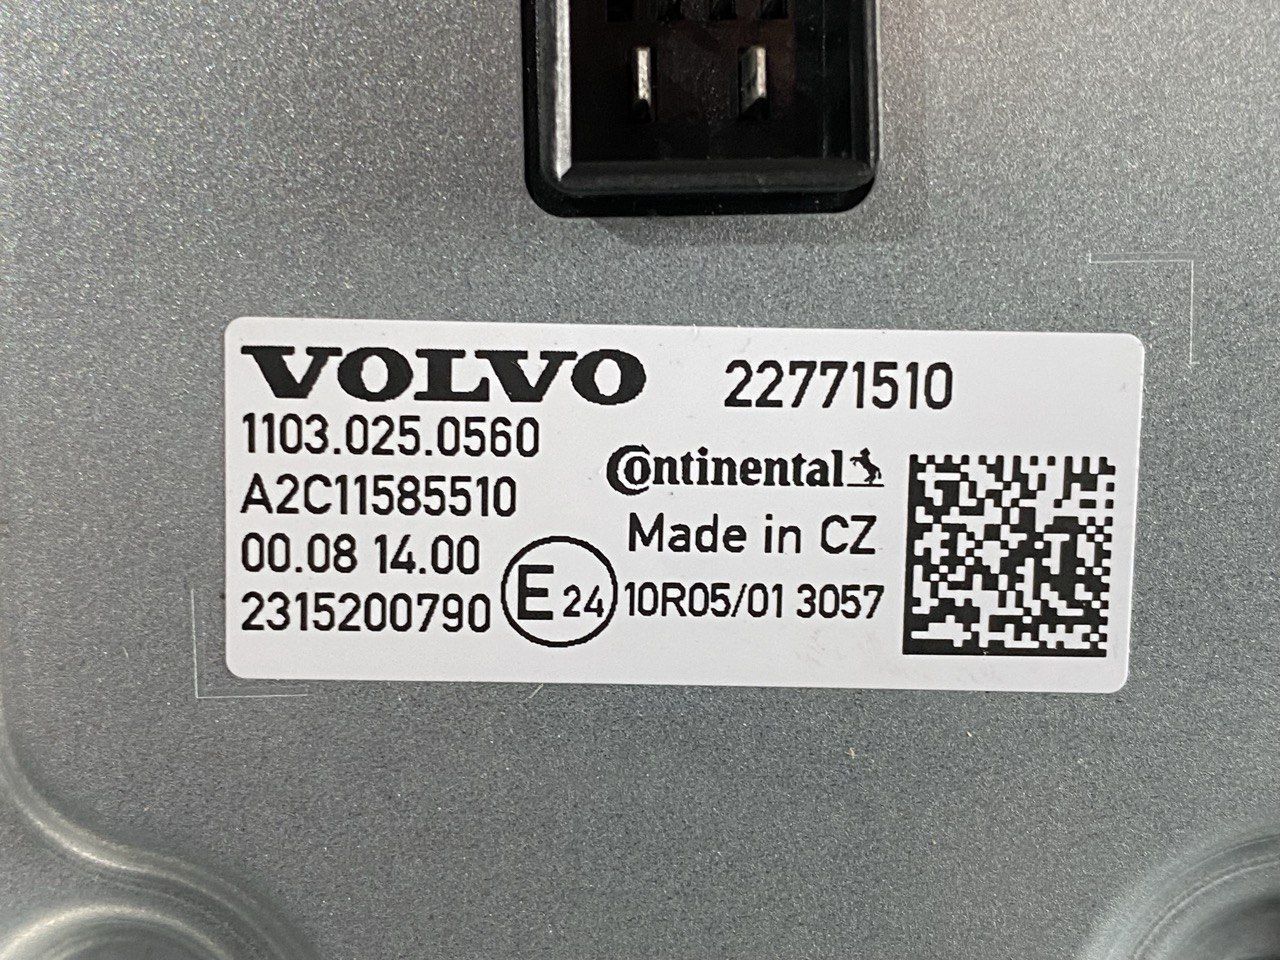 VOLVO 22771510
1103.025.0560
Continental
A2C11585510
Made in CZ
00.08 14.00
2315200790 E24 10R05/01 3057